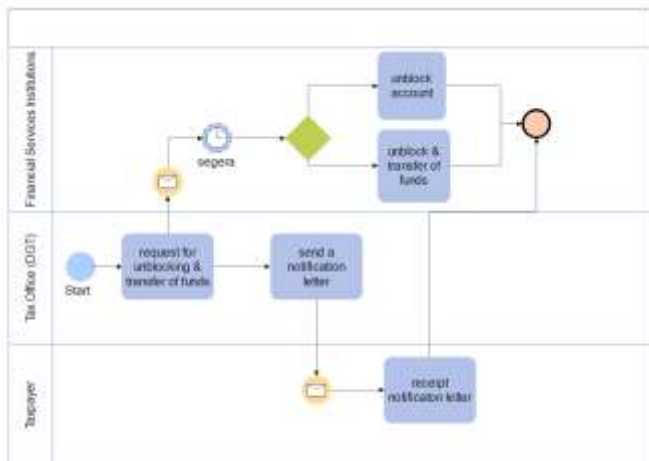 Financial Services Institutions
unblock
account
segera
unblock &
transfer of
funds
Tax Office (DGT)
Start
request for
unblocking &
transfer of funds
send a
notification
letter
Taxpayer
receipt
notificaton letter